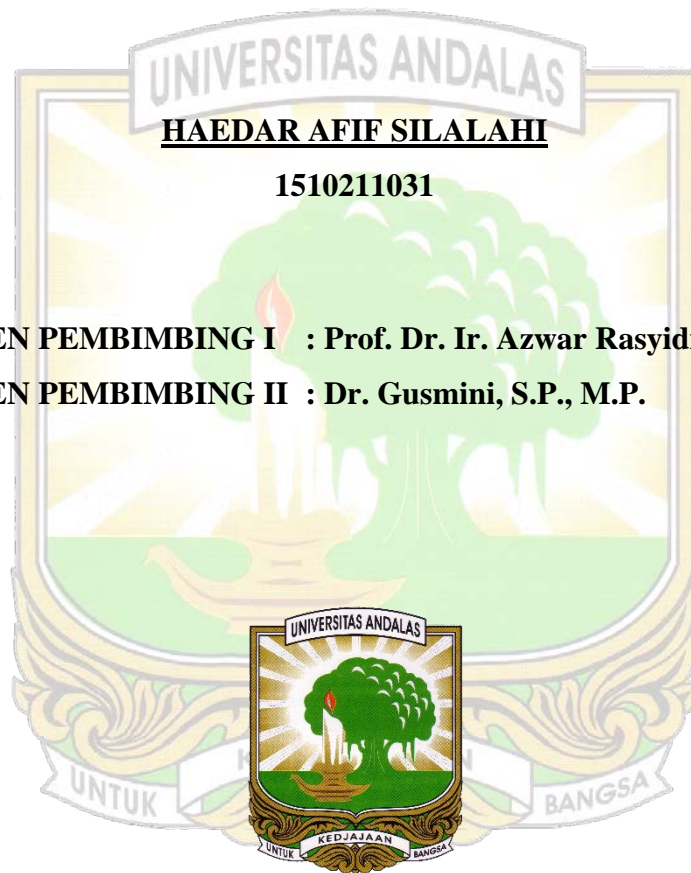 UNIVERSITAS ANDALAS
HAEDAR AFIF SILALAHI
1510211031
EN PEMBIMBING I : Prof. Dr. Ir. Azwar Rasyidi
EN PEMBIMBING II : Dr. Gusmini, S.P., M.P.
UNIVERSITAS ANDALAS
UNTUK KEDJAJAAN BANGSA
UNTUK BANGSA